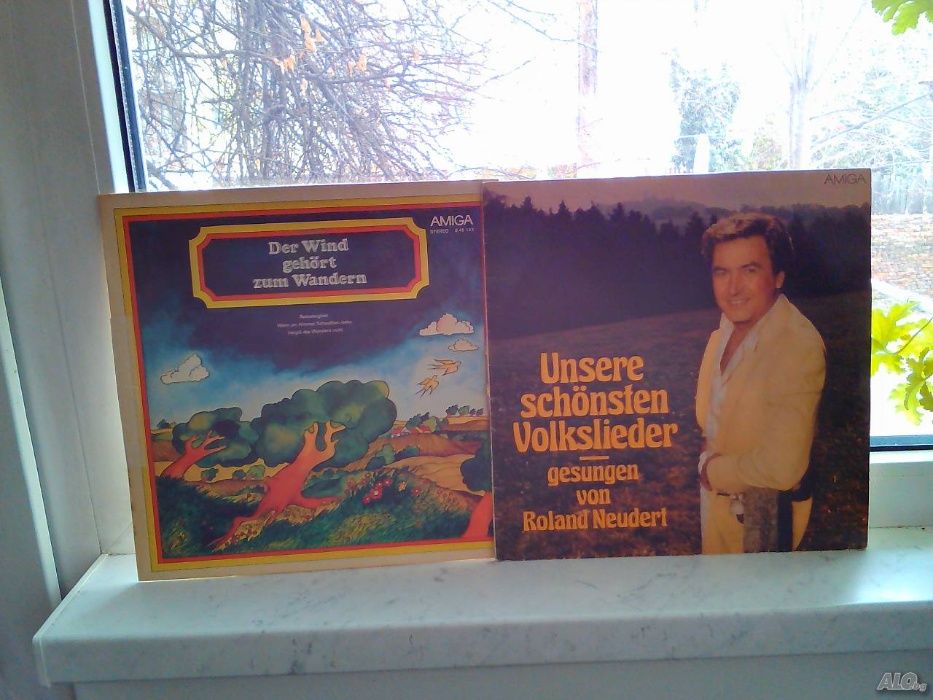 AMIGA
STEREO
Der Wind
gehört
zum Wandern
AMIGA
Unsere
schönsten
Volkslieder
gesungen
von
Roland Neudert
ALO.bg